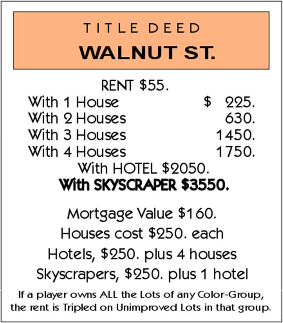 TITLE DEED
WALNUT ST.
RENT $55.
With 1 House $ 225.
With 2 Houses 630.
With 3 Houses 1450.
With 4 Houses 1750.
With HOTEL $2050.
With SKYSCRAPER $3550.
Mortgage Value $160.
Houses cost $250. each
Hotels, $250. plus 4 houses
Skyscrapers, $250. plus 1 hotel
If a player owns ALL the Lots of any Color-Group,
the rent is Tripled on Unimproved Lots in that group.